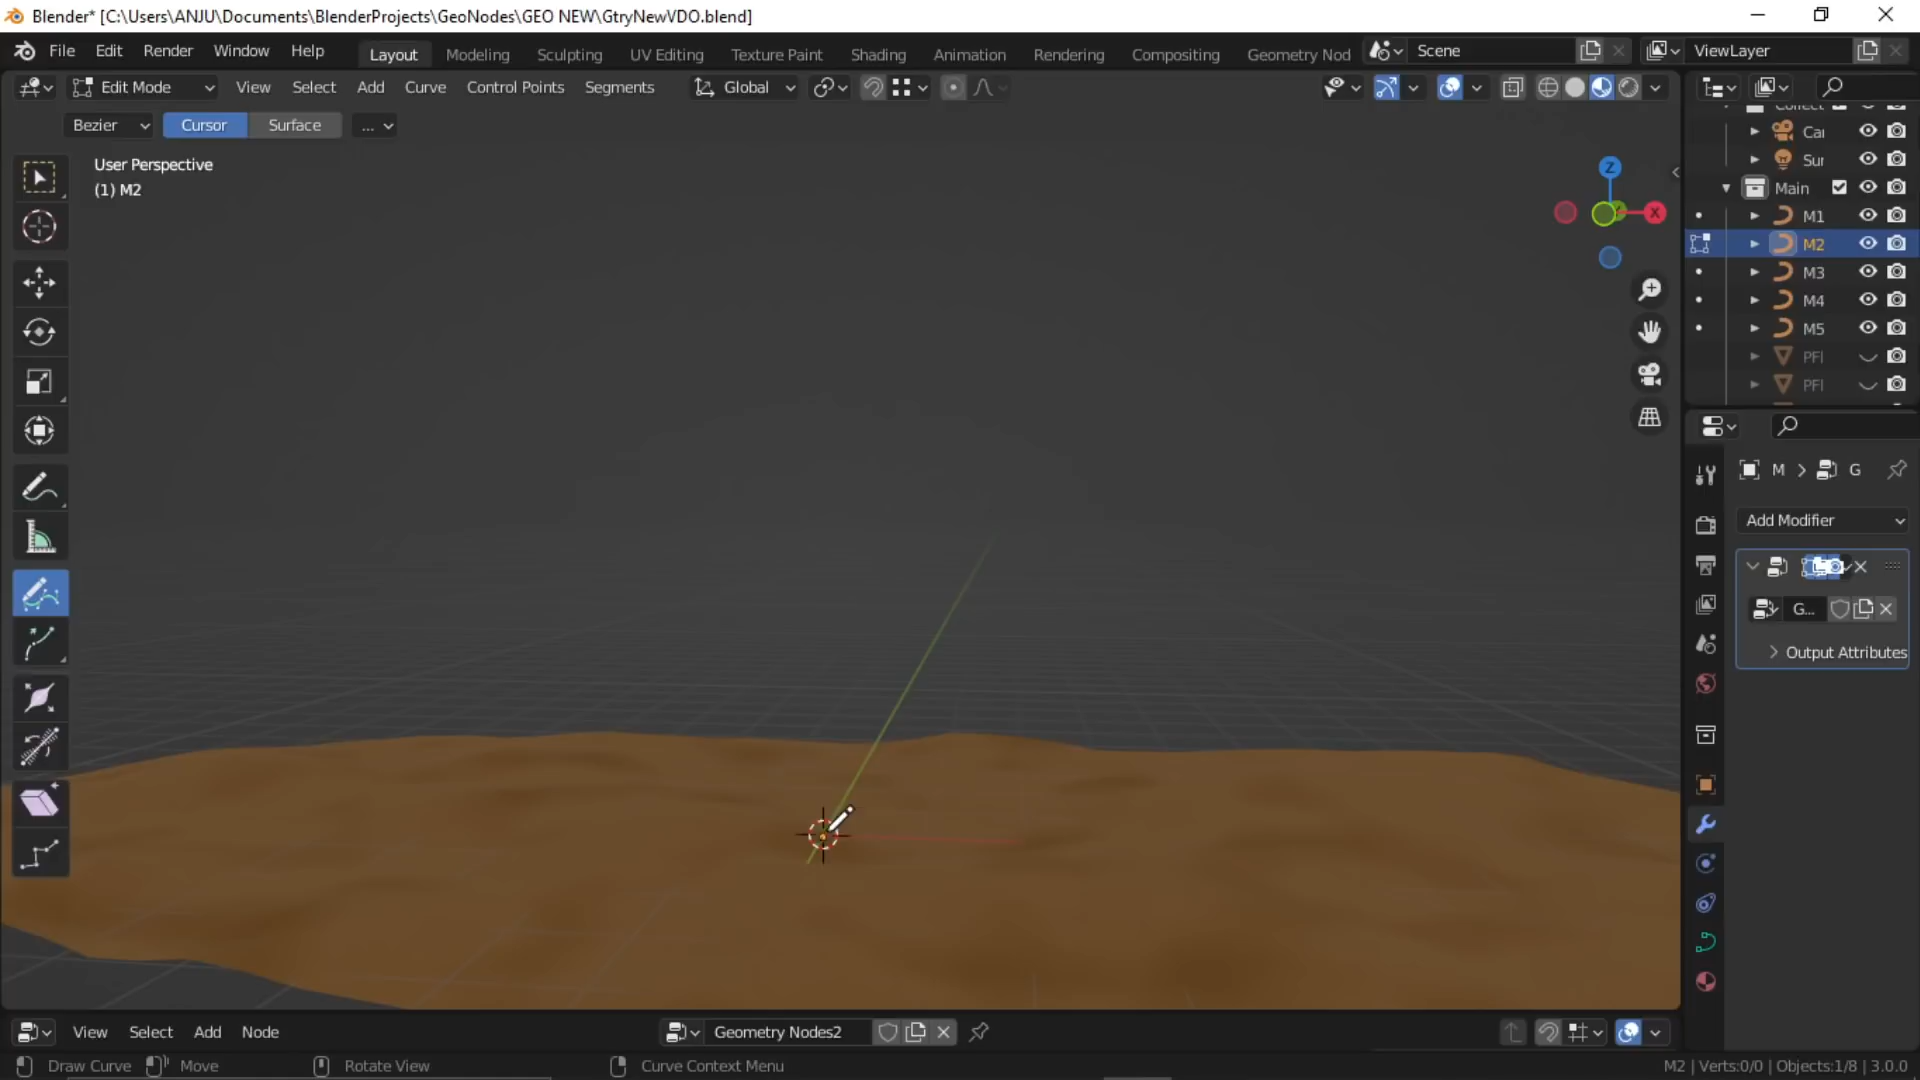 Blender* [C:\Users\ANJU\Documents\BlenderProjects\GeoNodes\GEO NEW\GtryNewVDO.blend]
File Edit Render Window Help Layout Modeling Sculpting UV Editing Texture Paint Shading Animation Rendering Compositing Geometry Nod Scene ViewLayer
Edit Mode View Select Add Curve Control Points Segments Global
Bezier Cursor Surface ...
User Perspective
(1) M2
Z
X
Collect
Car
Sur
Main
M1
M2
M3
M4
M5
PFl
PFl
M > G
Add Modifier
G...
Output Attributes
View Select Add Node Geometry Nodes2
Draw Curve Move Rotate View Curve Context Menu M2 | Verts:0/0 | Objects:1/8 | 3.0.0